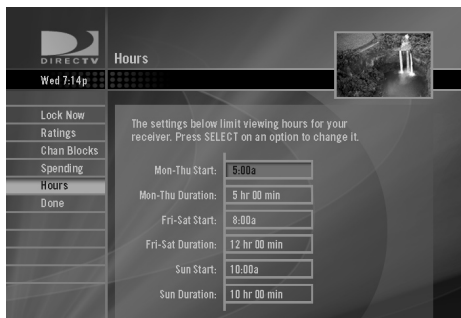 DIRECTV
Hours
Wed 7:14p
Lock Now
Ratings
Chan Blocks
Spending
Hours
Done
The settings below limit viewing hours for your
receiver. Press SELECT on an option to change it.
Mon-Thu Start: 5:00a
Mon-Thu Duration: 5 hr 00 min
Fri-Sat Start: 8:00a
Fri-Sat Duration: 12 hr 00 min
Sun Start: 10:00a
Sun Duration: 10 hr 00 min